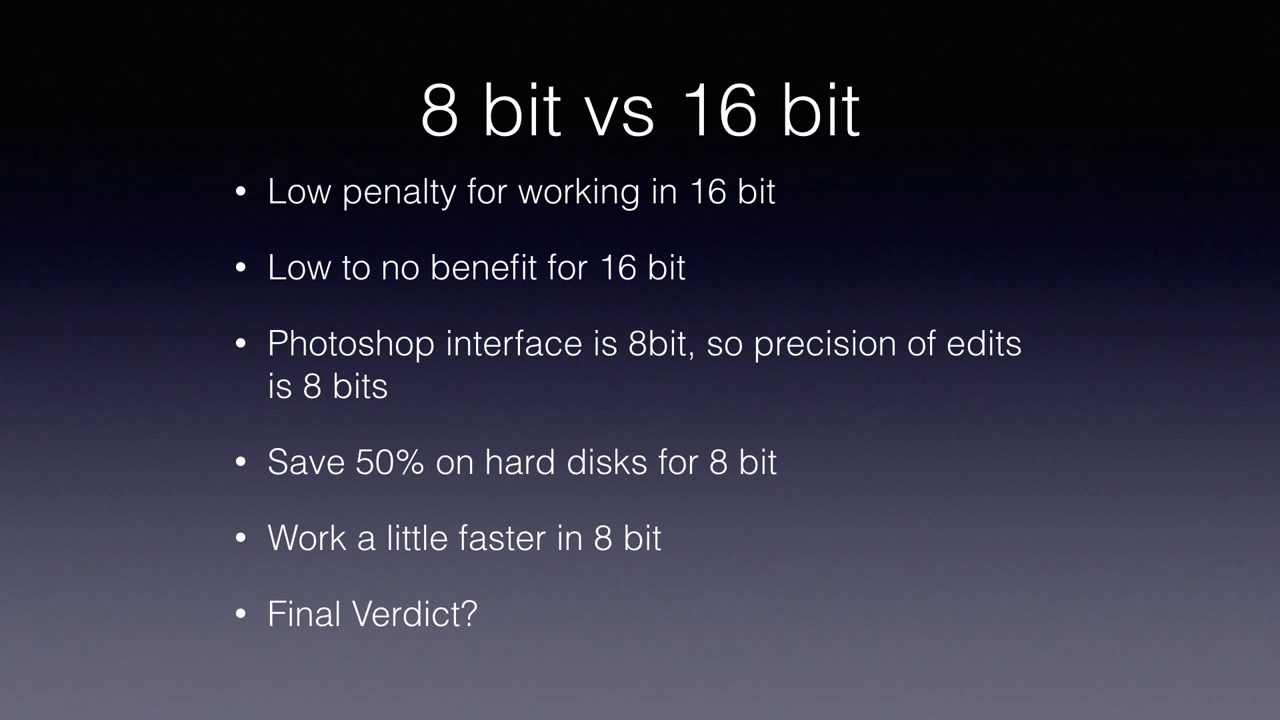 8 bit vs 16 bit
• Low penalty for working in 16 bit
• Low to no benefit for 16 bit
• Photoshop interface is 8bit, so precision of edits
is 8 bits
• Save 50% on hard disks for 8 bit
• Work a little faster in 8 bit
• Final Verdict?